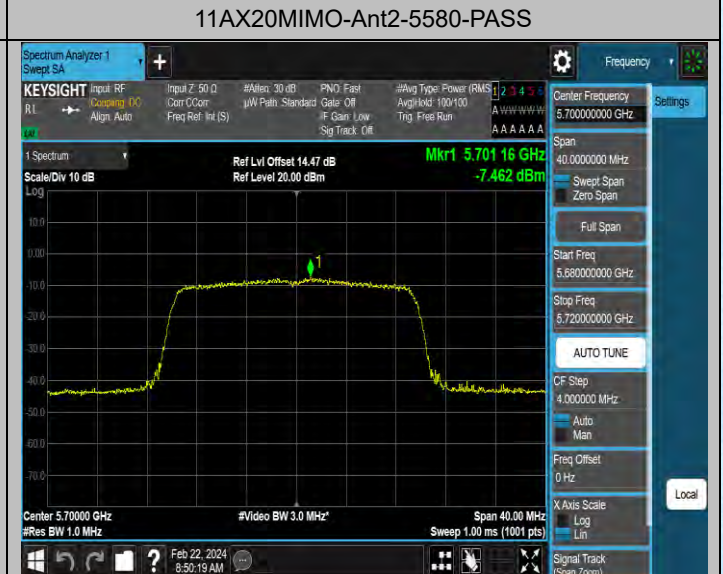 11AX20MIMO-Ant2-5580-PASS
Spectrum Analyzer 1
Swept SA
+
Frequency
KEYSIGHT
Input: RF
Input Z: 50 Ω
#Atten: 30 dB
PNO: Fast
#Avg Type: Power (RMS
1 2 3 4 5 6
RL
Coupling: DC
Corr CCorr
µW Path: Standard
Gate: Off
Avg|Hold: 100/100
A W W W W W
Align: Auto
Freq Ref: Int (S)
IF Gain: Low
Trig: Free Run
Sig Track: Off
A A A A A A
1 Spectrum
Ref Lvl Offset 14.47 dB
Mkr1 5.701 16 GHz
Scale/Div 10 dB
Ref Level 20.00 dBm
-7.462 dBm
Log
10.0
0.00
1
-10.0
-20.0
-30.0
-40.0
-50.0
-60.0
-70.0
Center 5.70000 GHz
#Video BW 3.0 MHz*
Span 40.00 MHz
#Res BW 1.0 MHz
Sweep 1.00 ms (1001 pts)
?
Feb 22, 2024
8:50:19 AM
Center Frequency
5.700000000 GHz
Settings
Span
40.0000000 MHz
Swept Span
Zero Span
Full Span
Start Freq
5.680000000 GHz
Stop Freq
5.720000000 GHz
AUTO TUNE
CF Step
4.000000 MHz
Auto
Man
Freq Offset
0 Hz
X Axis Scale
Log
Lin
Local
Signal Track
(Span Zoom)